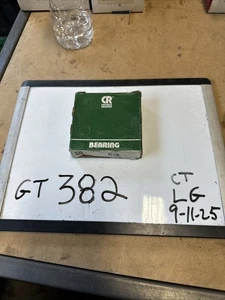 CR
BEARING
GT 382
CT
LG
9-11-25